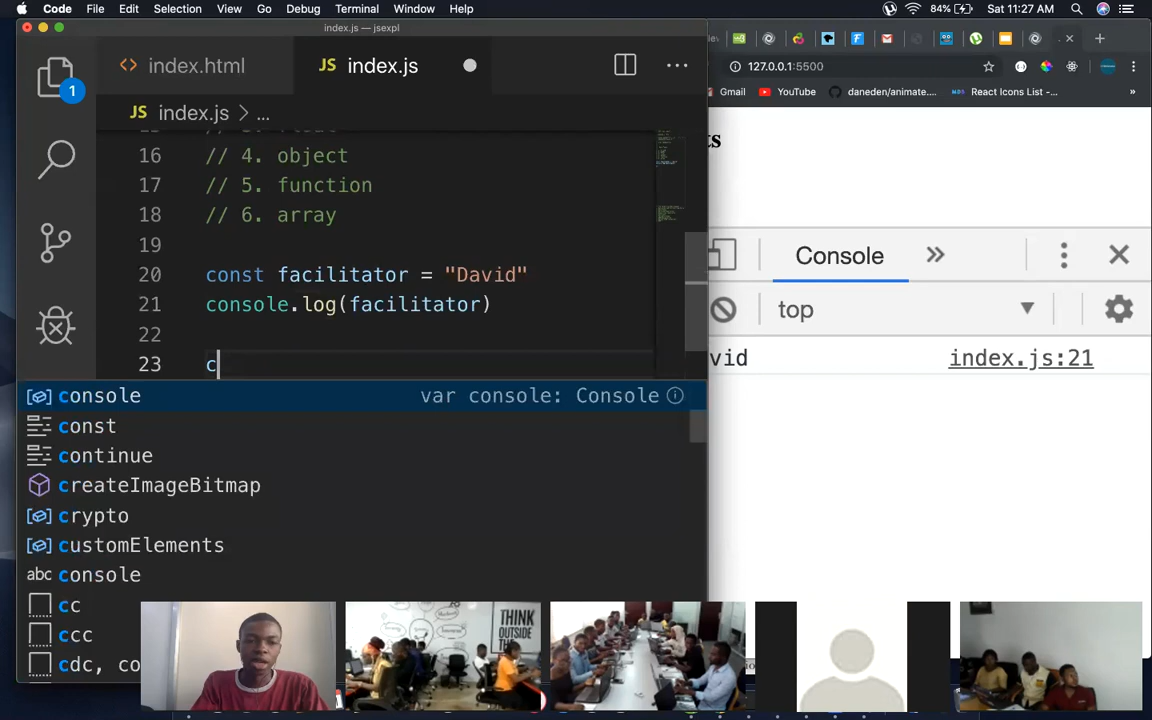 Code File Edit Selection View Go Debug Terminal Window Help 84% Sat 11:27 AM
index.js — jsexpl
index.html
JS index.js
127.0.0.1:5500
1
JS index.js > ...
Gmail YouTube daneden/animate.... React Icons List -...
16 // 4. object
17 // 5. function
18 // 6. array
19
20 const facilitator = "David"
21 console.log(facilitator)
22
23 c
console var console: Console
const
continue
createImageBitmap
crypto
customElements
abc console
cc
ccc
cdc, co
ts
Console
top
vid index.js:21
THINK
OUTSIDE
THE